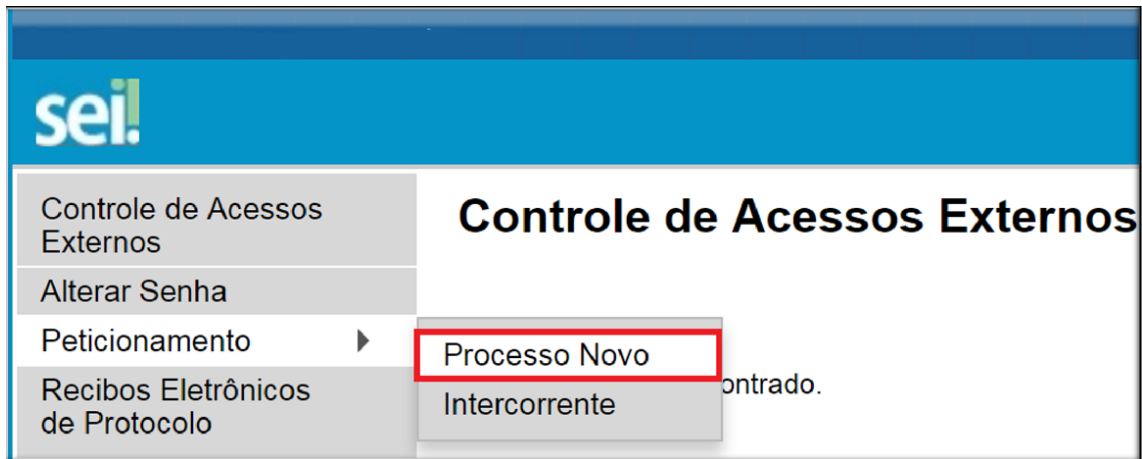 sei!
Controle de Acessos
Externos
Controle de Acessos Externos
Alterar Senha
Peticionamento
Processo Novo
Recibos Eletrônicos
de Protocolo
ontrado.
Intercorrente